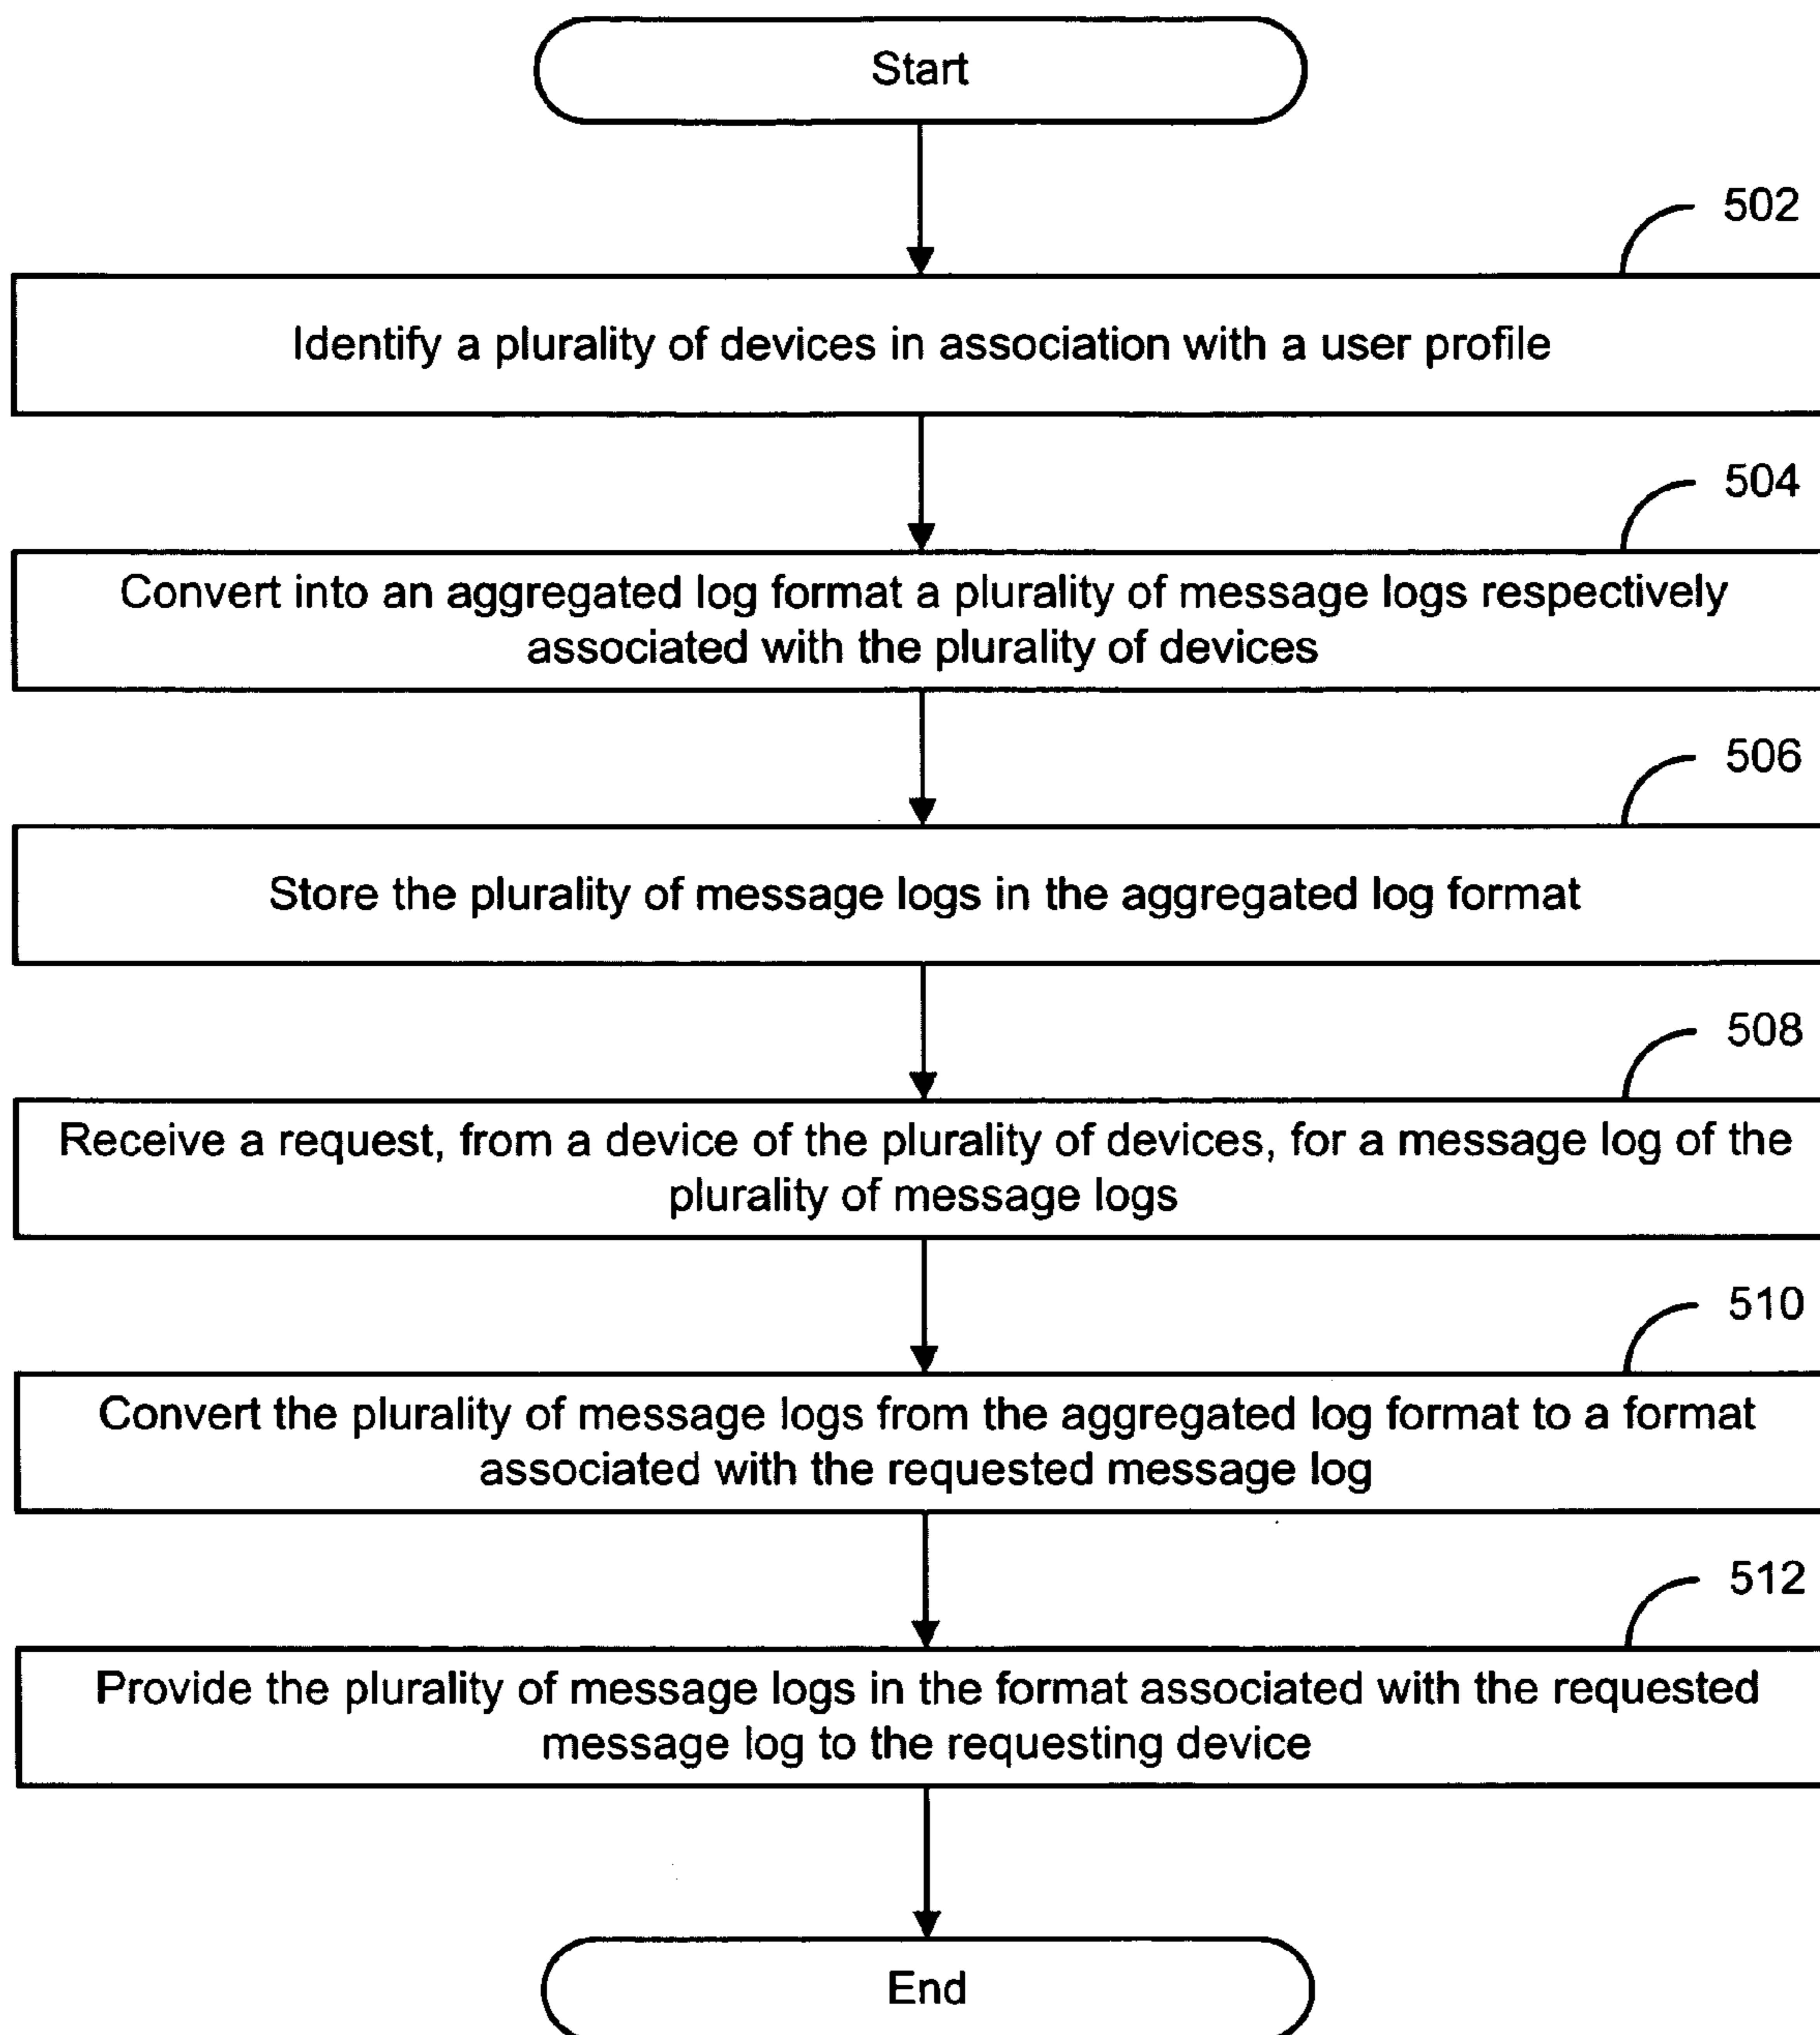 Start
502
Identify a plurality of devices in association with a user profile
504
Convert into an aggregated log format a plurality of message logs respectively
associated with the plurality of devices
506
Store the plurality of message logs in the aggregated log format
508
Receive a request, from a device of the plurality of devices, for a message log of the
plurality of message logs
510
Convert the plurality of message logs from the aggregated log format to a format
associated with the requested message log
512
Provide the plurality of message logs in the format associated with the requested
message log to the requesting device
End